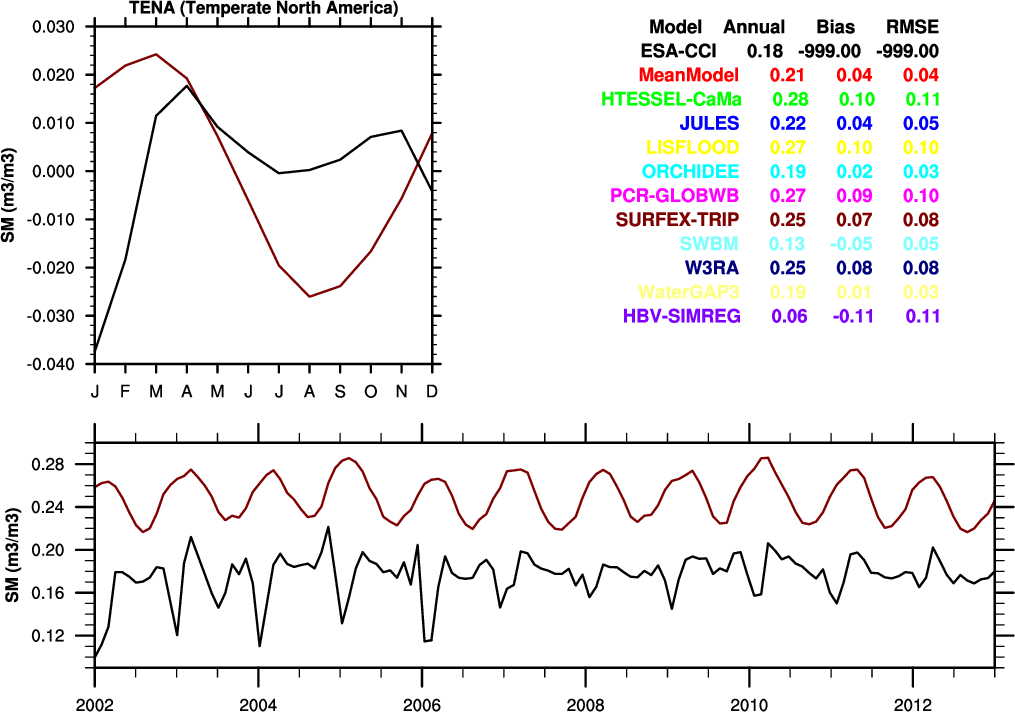 TENA (Temperate North America)
0.030
0.020
0.010
0.000
-0.010
-0.020
-0.030
-0.040
SM (m3/m3)
J F M A M J J A S O N D
Model Annual Bias RMSE
ESA-CCI 0.18 -999.00 -999.00
MeanModel 0.21 0.04 0.04
HTESSEL-CaMa 0.28 0.10 0.11
JULES 0.22 0.04 0.05
LISFLOOD 0.27 0.10 0.10
ORCHIDEE 0.19 0.02 0.03
PCR-GLOBWB 0.27 0.09 0.10
SURFEX-TRIP 0.25 0.07 0.08
SWBM 0.13 -0.05 0.05
W3RA 0.25 0.08 0.08
WaterGAP3 0.19 0.01 0.03
HBV-SIMREG 0.06 -0.11 0.11
0.28
0.24
0.20
0.16
0.12
SM (m3/m3)
2002 2004 2006 2008 2010 2012